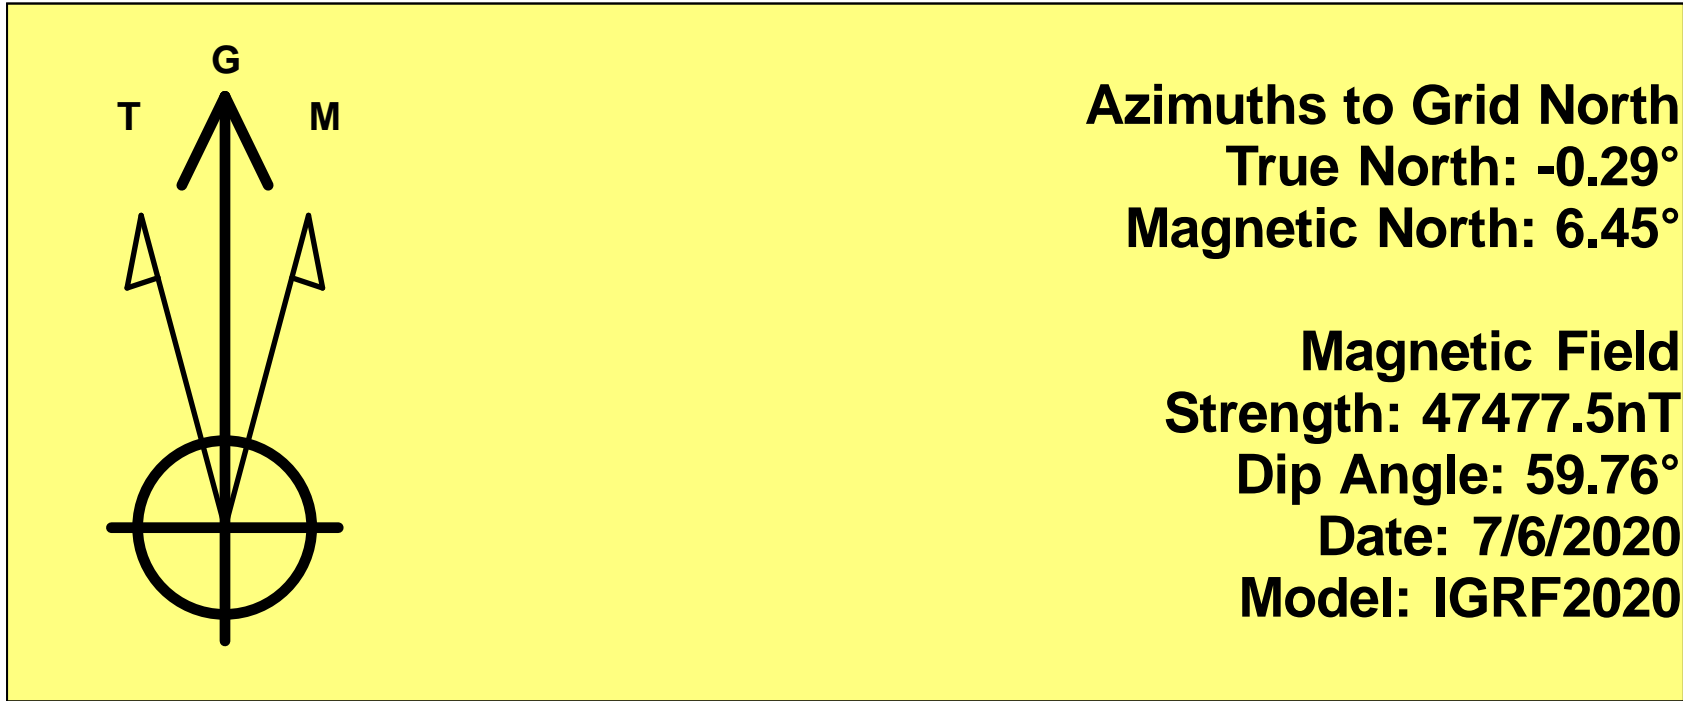 G
T M
Azimuths to Grid North
True North: -0.29°
Magnetic North: 6.45°
Magnetic Field
Strength: 47477.5nT
Dip Angle: 59.76°
Date: 7/6/2020
Model: IGRF2020